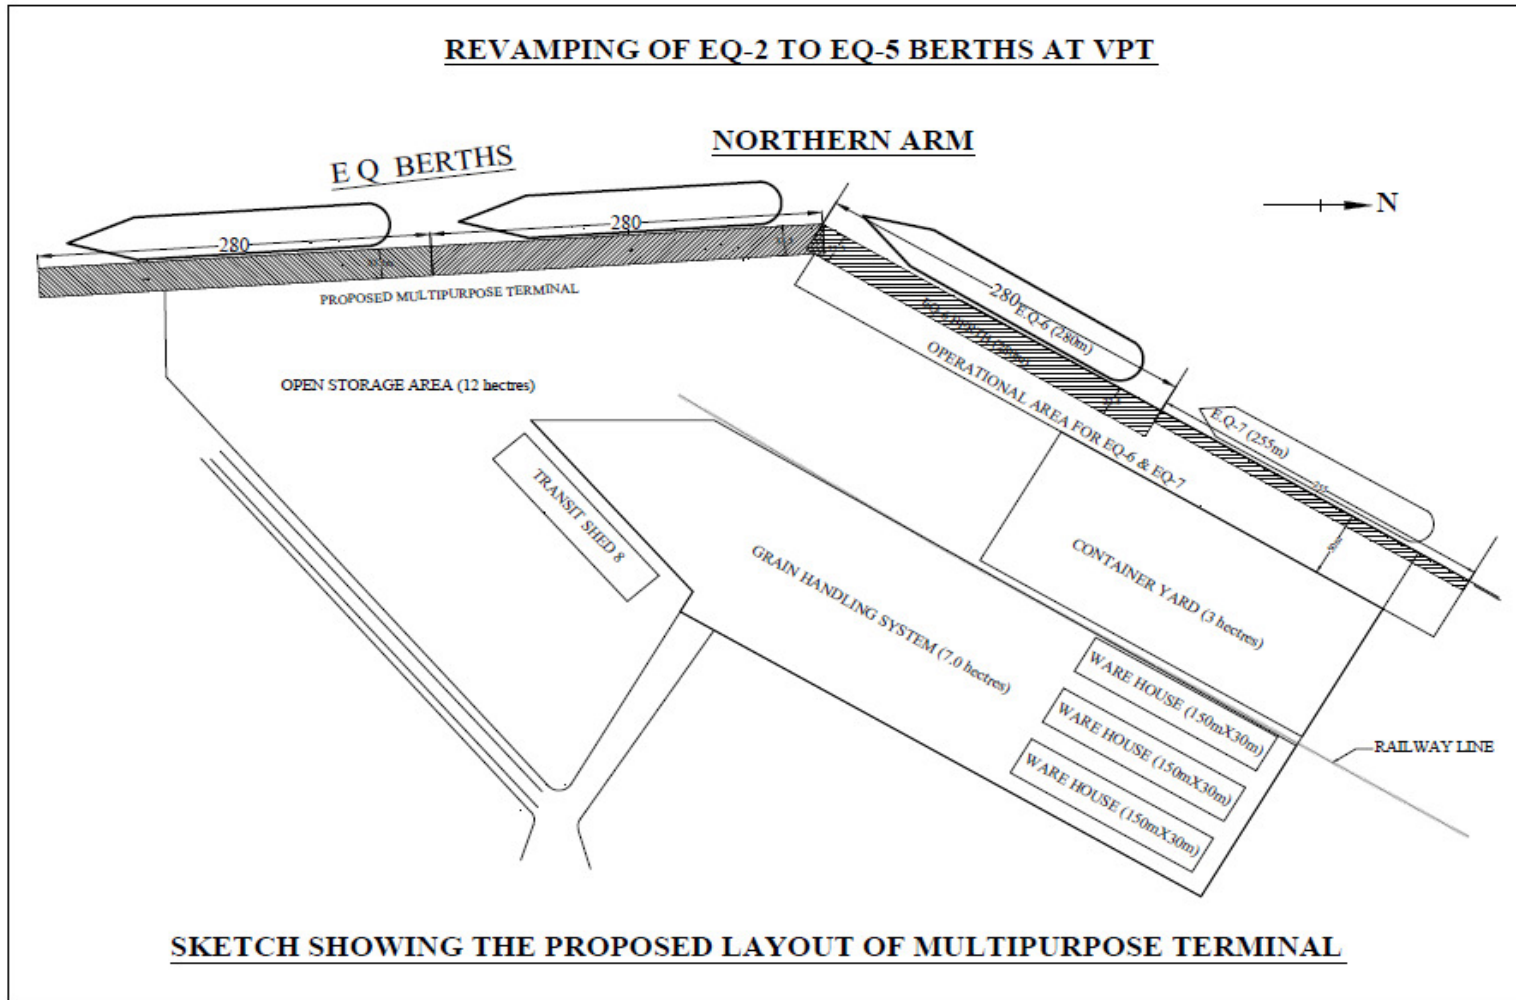 REVAMPING OF EQ-2 TO EQ-5 BERTHS AT VPT
NORTHERN ARM
E Q BERTHS
N
280
280
PROPOSED MULTIPURPOSE TERMINAL
280
E.Q-6 (280m)
OPERATIONAL AREA FOR EQ-6 & EQ-7
E.Q-7 (255m)
255
OPEN STORAGE AREA (12 hectres)
TRANSIT SHED 8
GRAIN HANDLING SYSTEM (7.0 hectres)
CONTAINER YARD (3 hectres)
WARE HOUSE (150mX30m)
WARE HOUSE (150mX30m)
WARE HOUSE (150mX30m)
RAILWAY LINE
SKETCH SHOWING THE PROPOSED LAYOUT OF MULTIPURPOSE TERMINAL